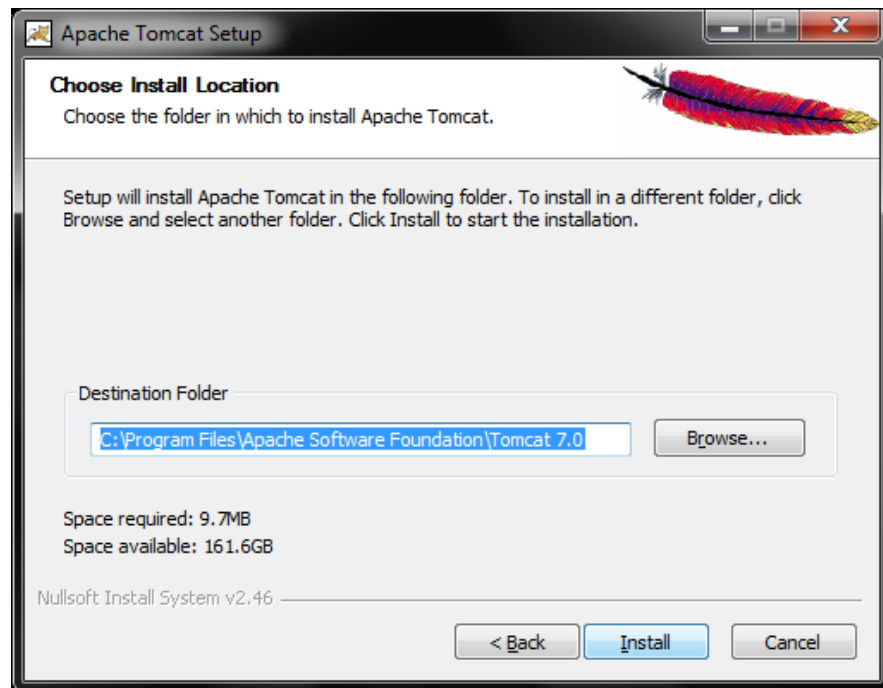 Apache Tomcat Setup
Choose Install Location
Choose the folder in which to install Apache Tomcat.
Setup will install Apache Tomcat in the following folder. To install in a different folder, click
Browse and select another folder. Click Install to start the installation.
Destination Folder
C:\Program Files\Apache Software Foundation\Tomcat 7.0
Browse...
Space required: 9.7MB
Space available: 161.6GB
Nullsoft Install System v2.46
< Back
Install
Cancel